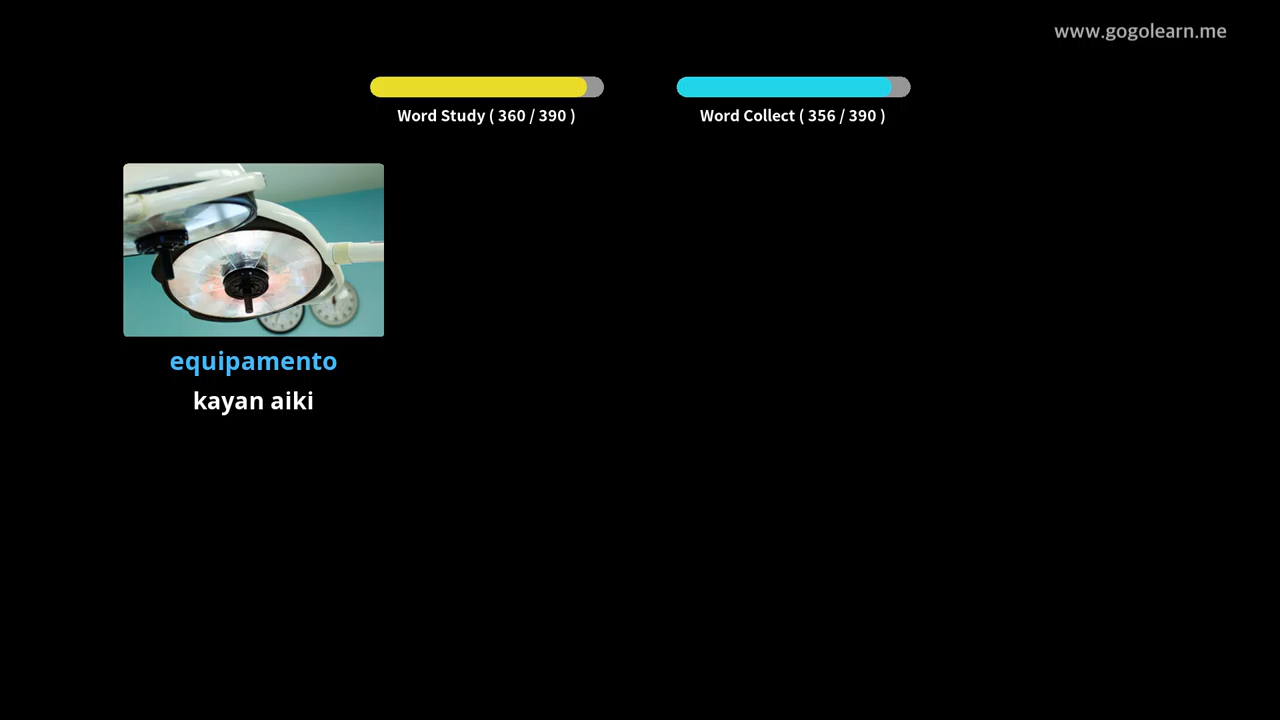 www.gogolearn.me
Word Study ( 360 / 390 )
Word Collect ( 356 / 390 )
equipamento
kayan aiki